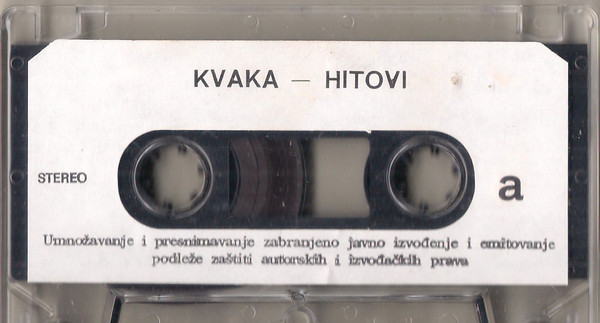 KVAKA — HITOVI
STEREO
a
Umnožavanje i presnimavanje zabranjeno javno izvođenje i emitovanje
podleže zaštiti autorskih i izvođačkih prava